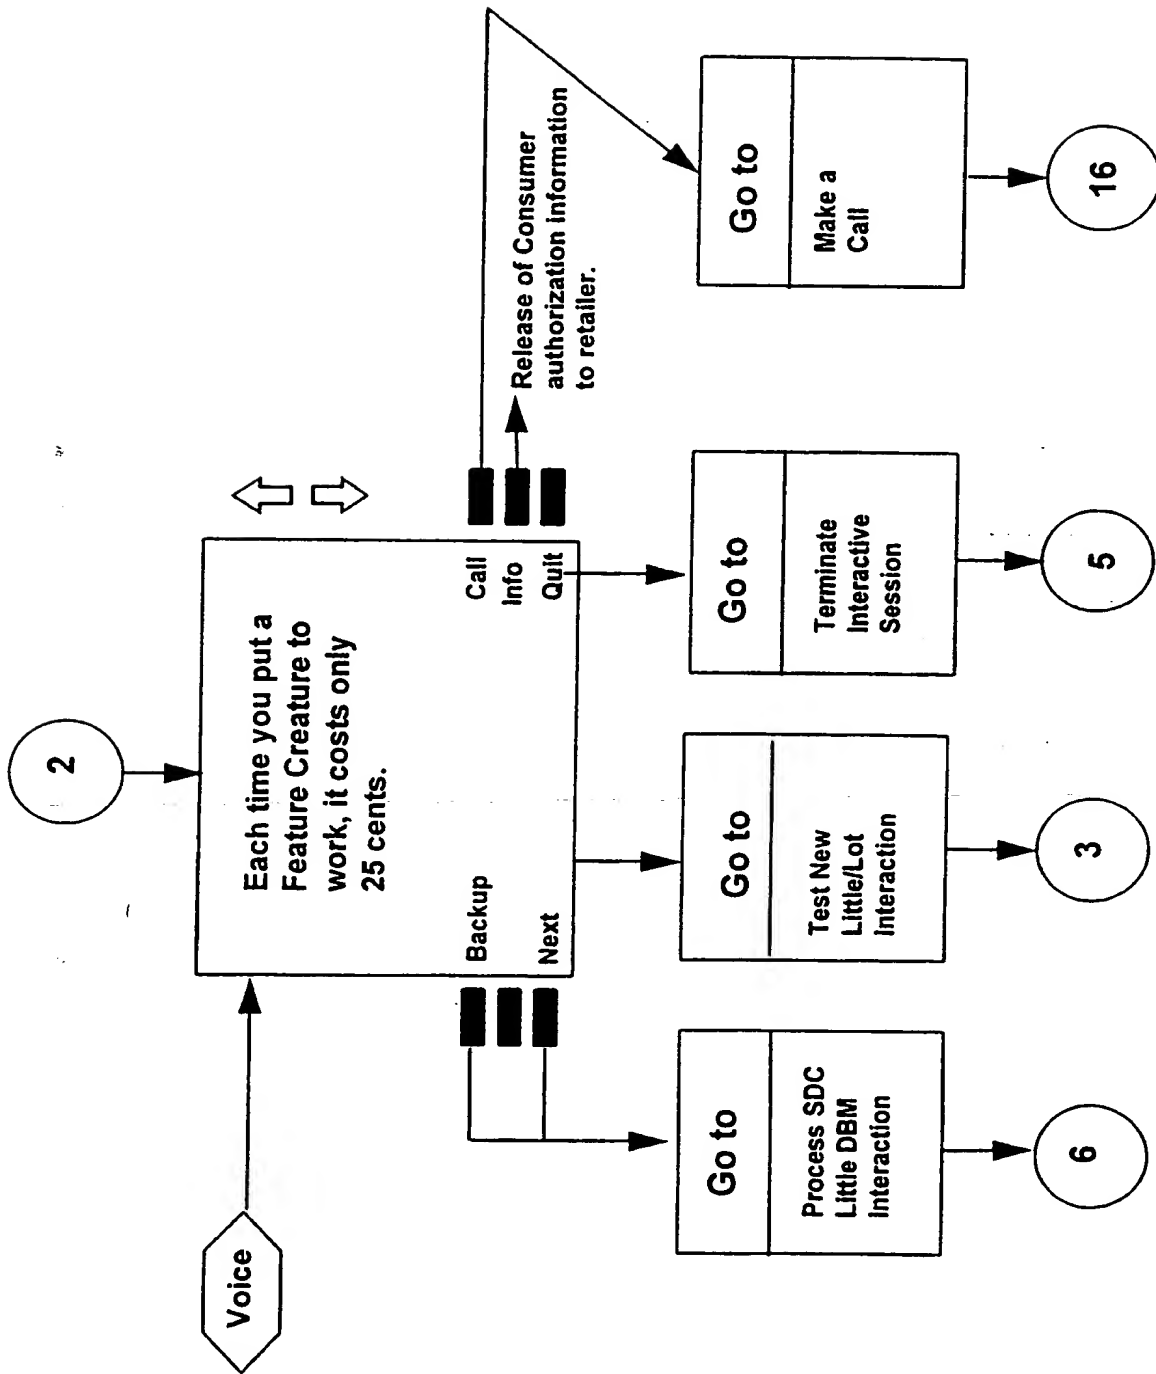 2
Voice
Each time you put a
Feature Creature to
work, it costs only
25 cents.
Backup
Next
Call
Info
Quit
Release of Consumer
authorization information
to retailer.
Go to
Process SDC
Little DBM
Interaction
6
Go to
Test New
Little/Lot
Interaction
3
Go to
Terminate
Interactive
Session
5
Go to
Make a
Call
16